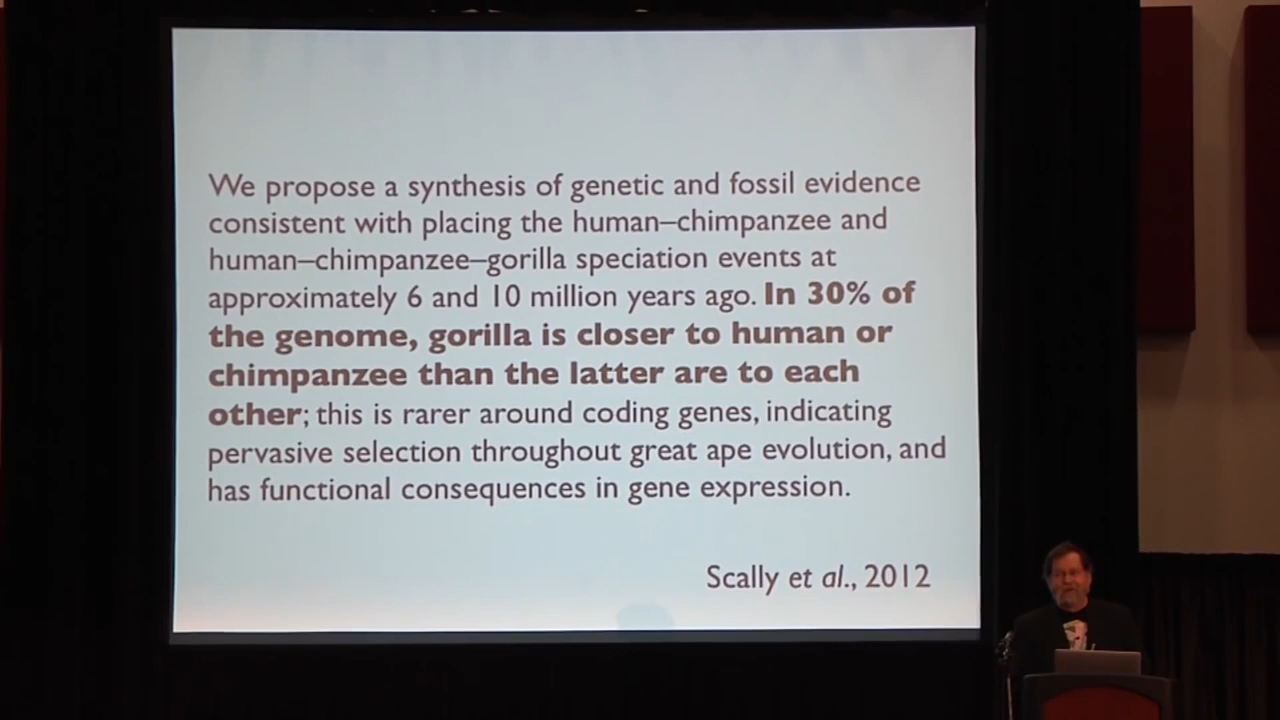 We propose a synthesis of genetic and fossil evidence
consistent with placing the human–chimpanzee and
human–chimpanzee–gorilla speciation events at
approximately 6 and 10 million years ago. In 30% of
the genome, gorilla is closer to human or
chimpanzee than the latter are to each
other; this is rarer around coding genes, indicating
pervasive selection throughout great ape evolution, and
has functional consequences in gene expression.
Scally et al., 2012